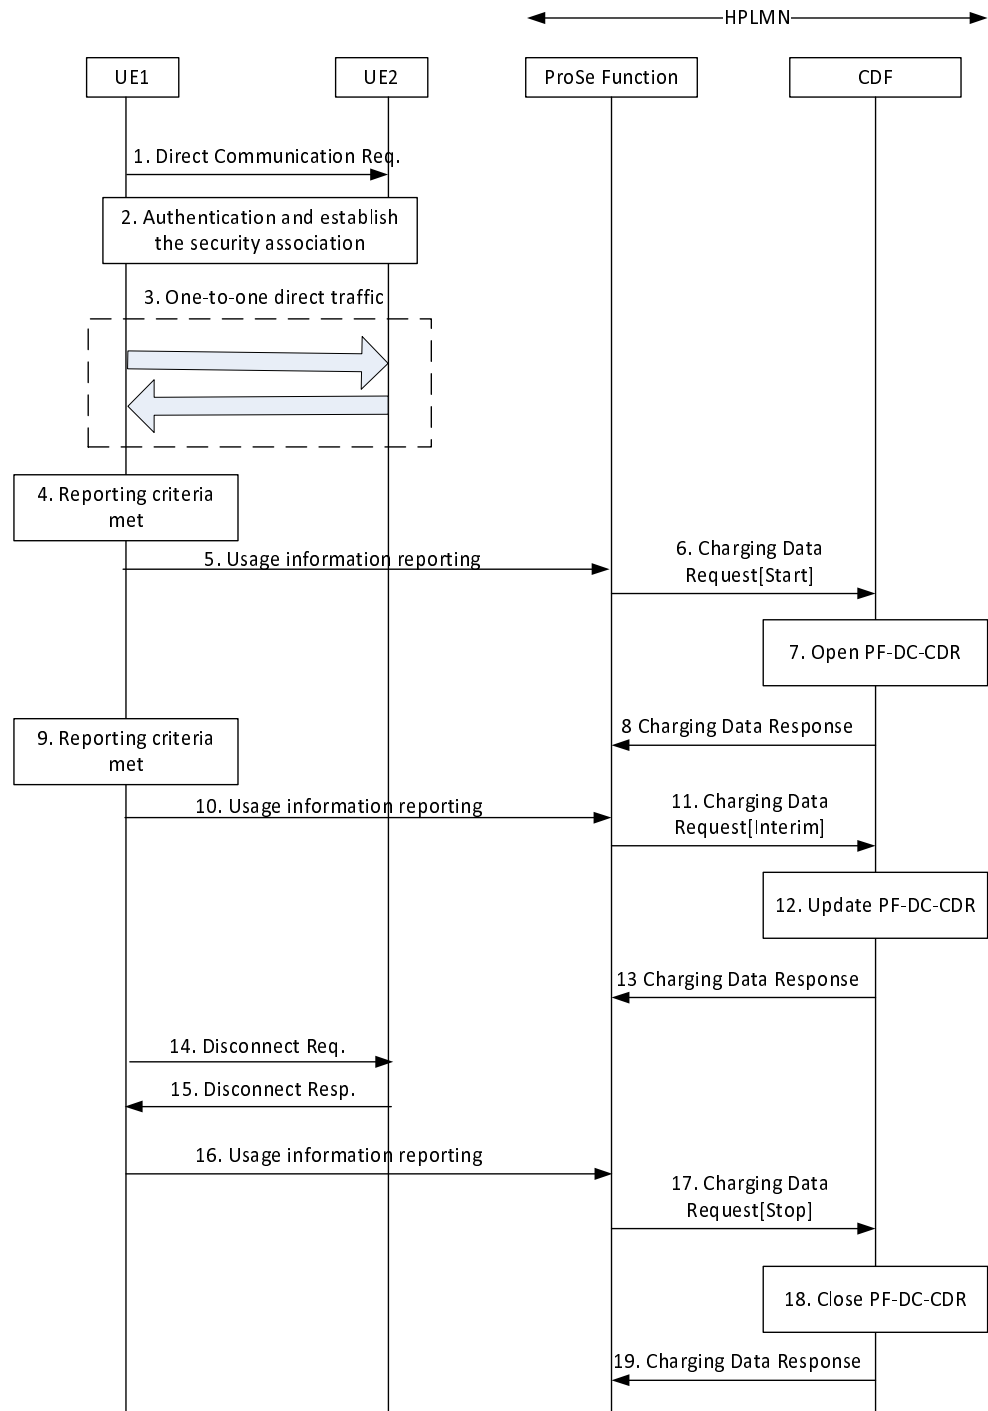 HPLMN
UE1
UE2
ProSe Function
CDF
1. Direct Communication Req.
2. Authentication and establish
the security association
3. One-to-one direct traffic
4. Reporting criteria
met
5. Usage information reporting
6. Charging Data
Request[Start]
7. Open PF-DC-CDR
8 Charging Data Response
9. Reporting criteria
met
10. Usage information reporting
11. Charging Data
Request[Interim]
12. Update PF-DC-CDR
13 Charging Data Response
14. Disconnect Req.
15. Disconnect Resp.
16. Usage information reporting
17. Charging Data
Request[Stop]
18. Close PF-DC-CDR
19. Charging Data Response